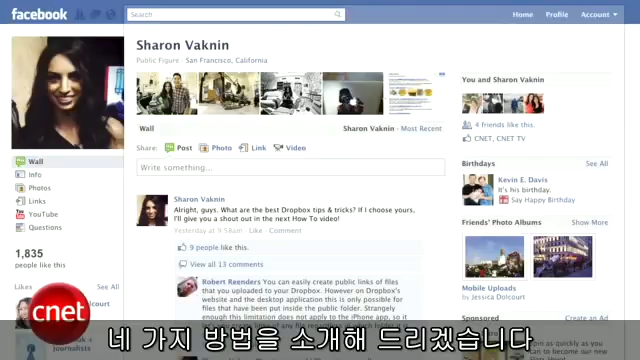 facebook
Search
Home Profile Account
Sharon Vaknin
Public Figure San Francisco, California
Wall
Info
Photos
Links
YouTube
Questions
1,835
people like this
Likes See All
Wall Sharon Vaknin · Most Recent
Share: Post Photo Link Video
Write something...
Sharon Vaknin
Alright, guys. What are the best Dropbox tips & tricks? If I choose yours,
I'll give you a shout out in the next How To video!
Yesterday at 9:58am · Like · Comment
9 people like this.
View all 13 comments
Robert Reenders You can easily create public links of files
that you uploaded to your Dropbox. However on Dropbox's
website and the desktop application this is only possible for
files that have been put inside the public folder. Strangely
enough this limitation does not apply to the iPhone app, so it
You and Sharon Vaknin
4 friends like this.
CNET, CNET TV
Birthdays See All
Kevin E. Davis
It's his birthday.
Say Happy Birthday
Friends' Photo Albums Show More
Mobile Uploads
by Jessica Dolcourt
Sponsored
cnet
네 가지 방법을 소개해 드리겠습니다